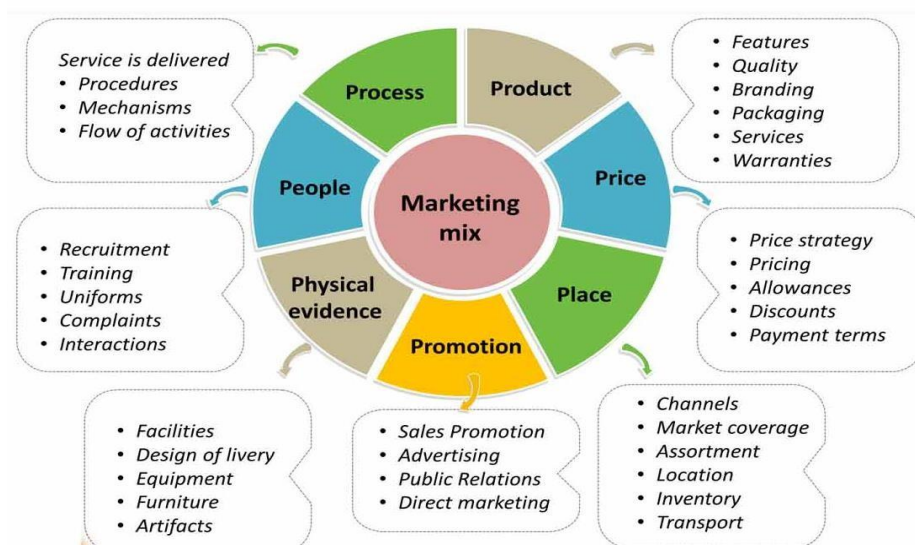 Service is delivered
• Procedures
• Mechanisms
• Flow of activities
Process
Product
• Features
• Quality
• Branding
• Packaging
• Services
• Warranties
People
Marketing
mix
Price
• Recruitment
• Training
• Uniforms
• Complaints
• Interactions
• Price strategy
• Pricing
• Allowances
• Discounts
• Payment terms
Physical
evidence
Promotion
Place
• Facilities
• Design of livery
• Equipment
• Furniture
• Artifacts
• Sales Promotion
• Advertising
• Public Relations
• Direct marketing
• Channels
• Market coverage
• Assortment
• Location
• Inventory
• Transport